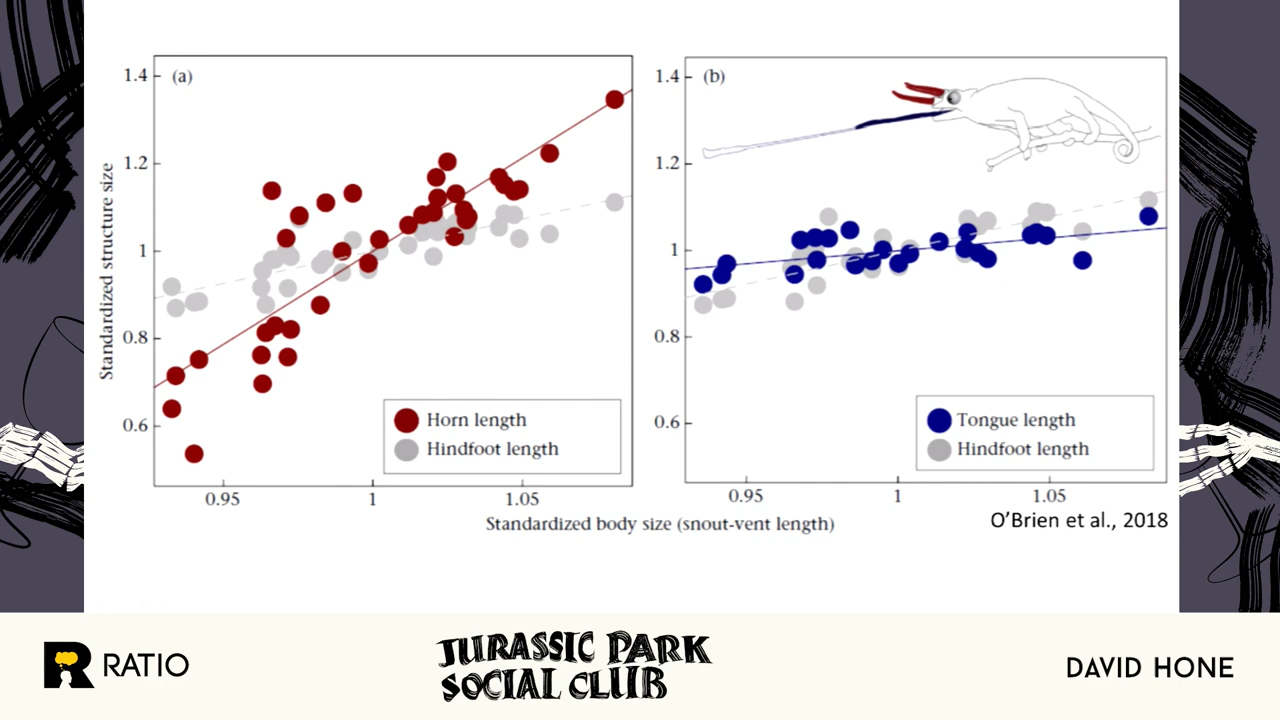 (a)
1.4
1.2
1
0.8
0.6
Standardized structure size
Horn length
Hindfoot length
0.95
1
1.05
(b)
1.4
1.2
1
0.8
0.6
Tongue length
Hindfoot length
0.95
1
1.05
Standardized body size (snout-vent length)
O'Brien et al., 2018
R RATIO
JURASSIC PARK
SOCIAL CLUB
DAVID HONE